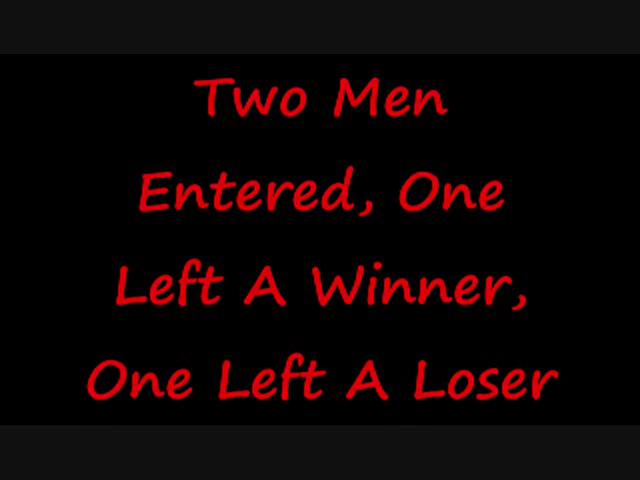 Two Men
Entered, One
Left A Winner,
One Left A Loser